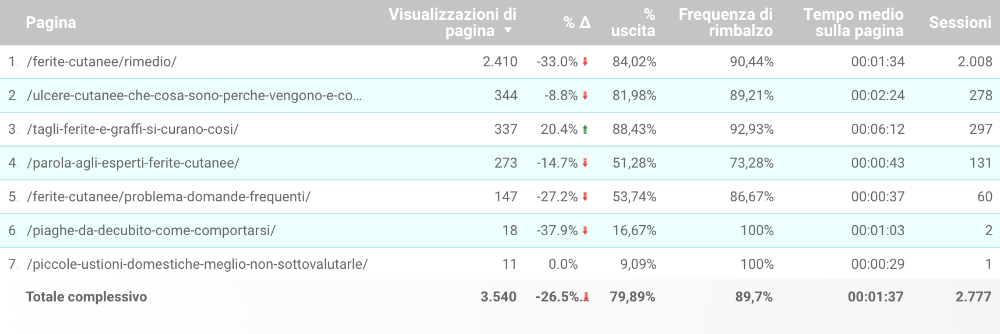 Pagina Visualizzazioni di pagina % Δ % uscita Frequenza di rimbalzo Tempo medio sulla pagina Sessioni
1. /ferite-cutanee/rimedio/ 2.410 -33.0% 84,02% 90,44% 00:01:34 2.008
2. /ulcere-cutanee-che-cosa-sono-perche-vengono-e-co... 344 -8.8% 81,98% 89,21% 00:02:24 278
3. /tagli-ferite-e-graffi-si-curano-cosi/ 337 20.4% 88,43% 92,93% 00:06:12 297
4. /parola-agli-esperti-ferite-cutanee/ 273 -14.7% 51,28% 73,28% 00:00:43 131
5. /ferite-cutanee/problema-domande-frequenti/ 147 -27.2% 53,74% 86,67% 00:00:37 60
6. /piaghe-da-decubito-come-comportarsi/ 18 -37.9% 16,67% 100% 00:01:03 2
7. /piccole-ustioni-domestiche-meglio-non-sottovalutarle/ 11 0.0% 9,09% 100% 00:00:29 1
Totale complessivo 3.540 -26.5%... 79,89% 89,7% 00:01:37 2.777